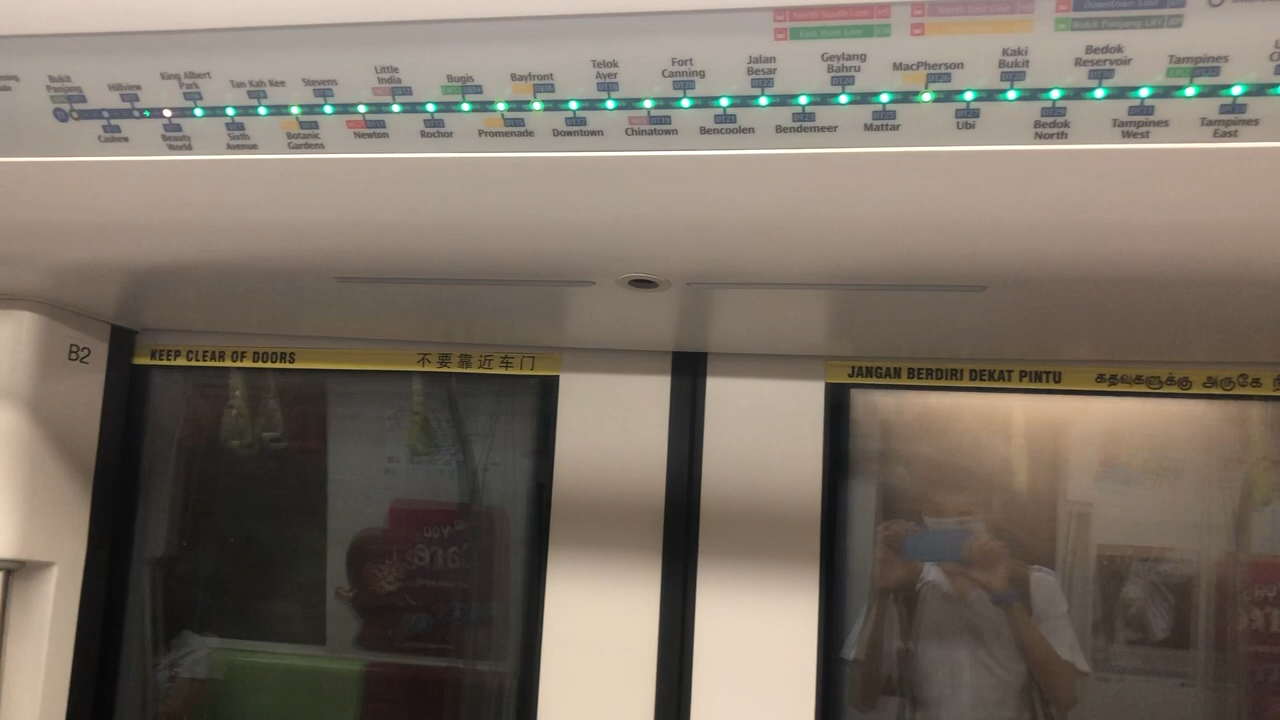 North South Line
East West Line
North East Line
Downtown Line
Bukit Panjang LRT
Bukit Panjang
Cashew
Hillview
Beauty World
King Albert Park
Sixth Avenue
Tan Kah Kee
Botanic Gardens
Stevens
Newton
Little India
Rochor
Bugis
Promenade
Bayfront
Downtown
Telok Ayer
Chinatown
Fort Canning
Bencoolen
Jalan Besar
Bendemeer
Geylang Bahru
Mattar
MacPherson
Ubi
Kaki Bukit
Bedok North
Bedok Reservoir
Tampines West
Tampines
Tampines East
B2
KEEP CLEAR OF DOORS 不要靠近车门
JANGAN BERDIRI DEKAT PINTU கதவுகளுக்கு அருகே